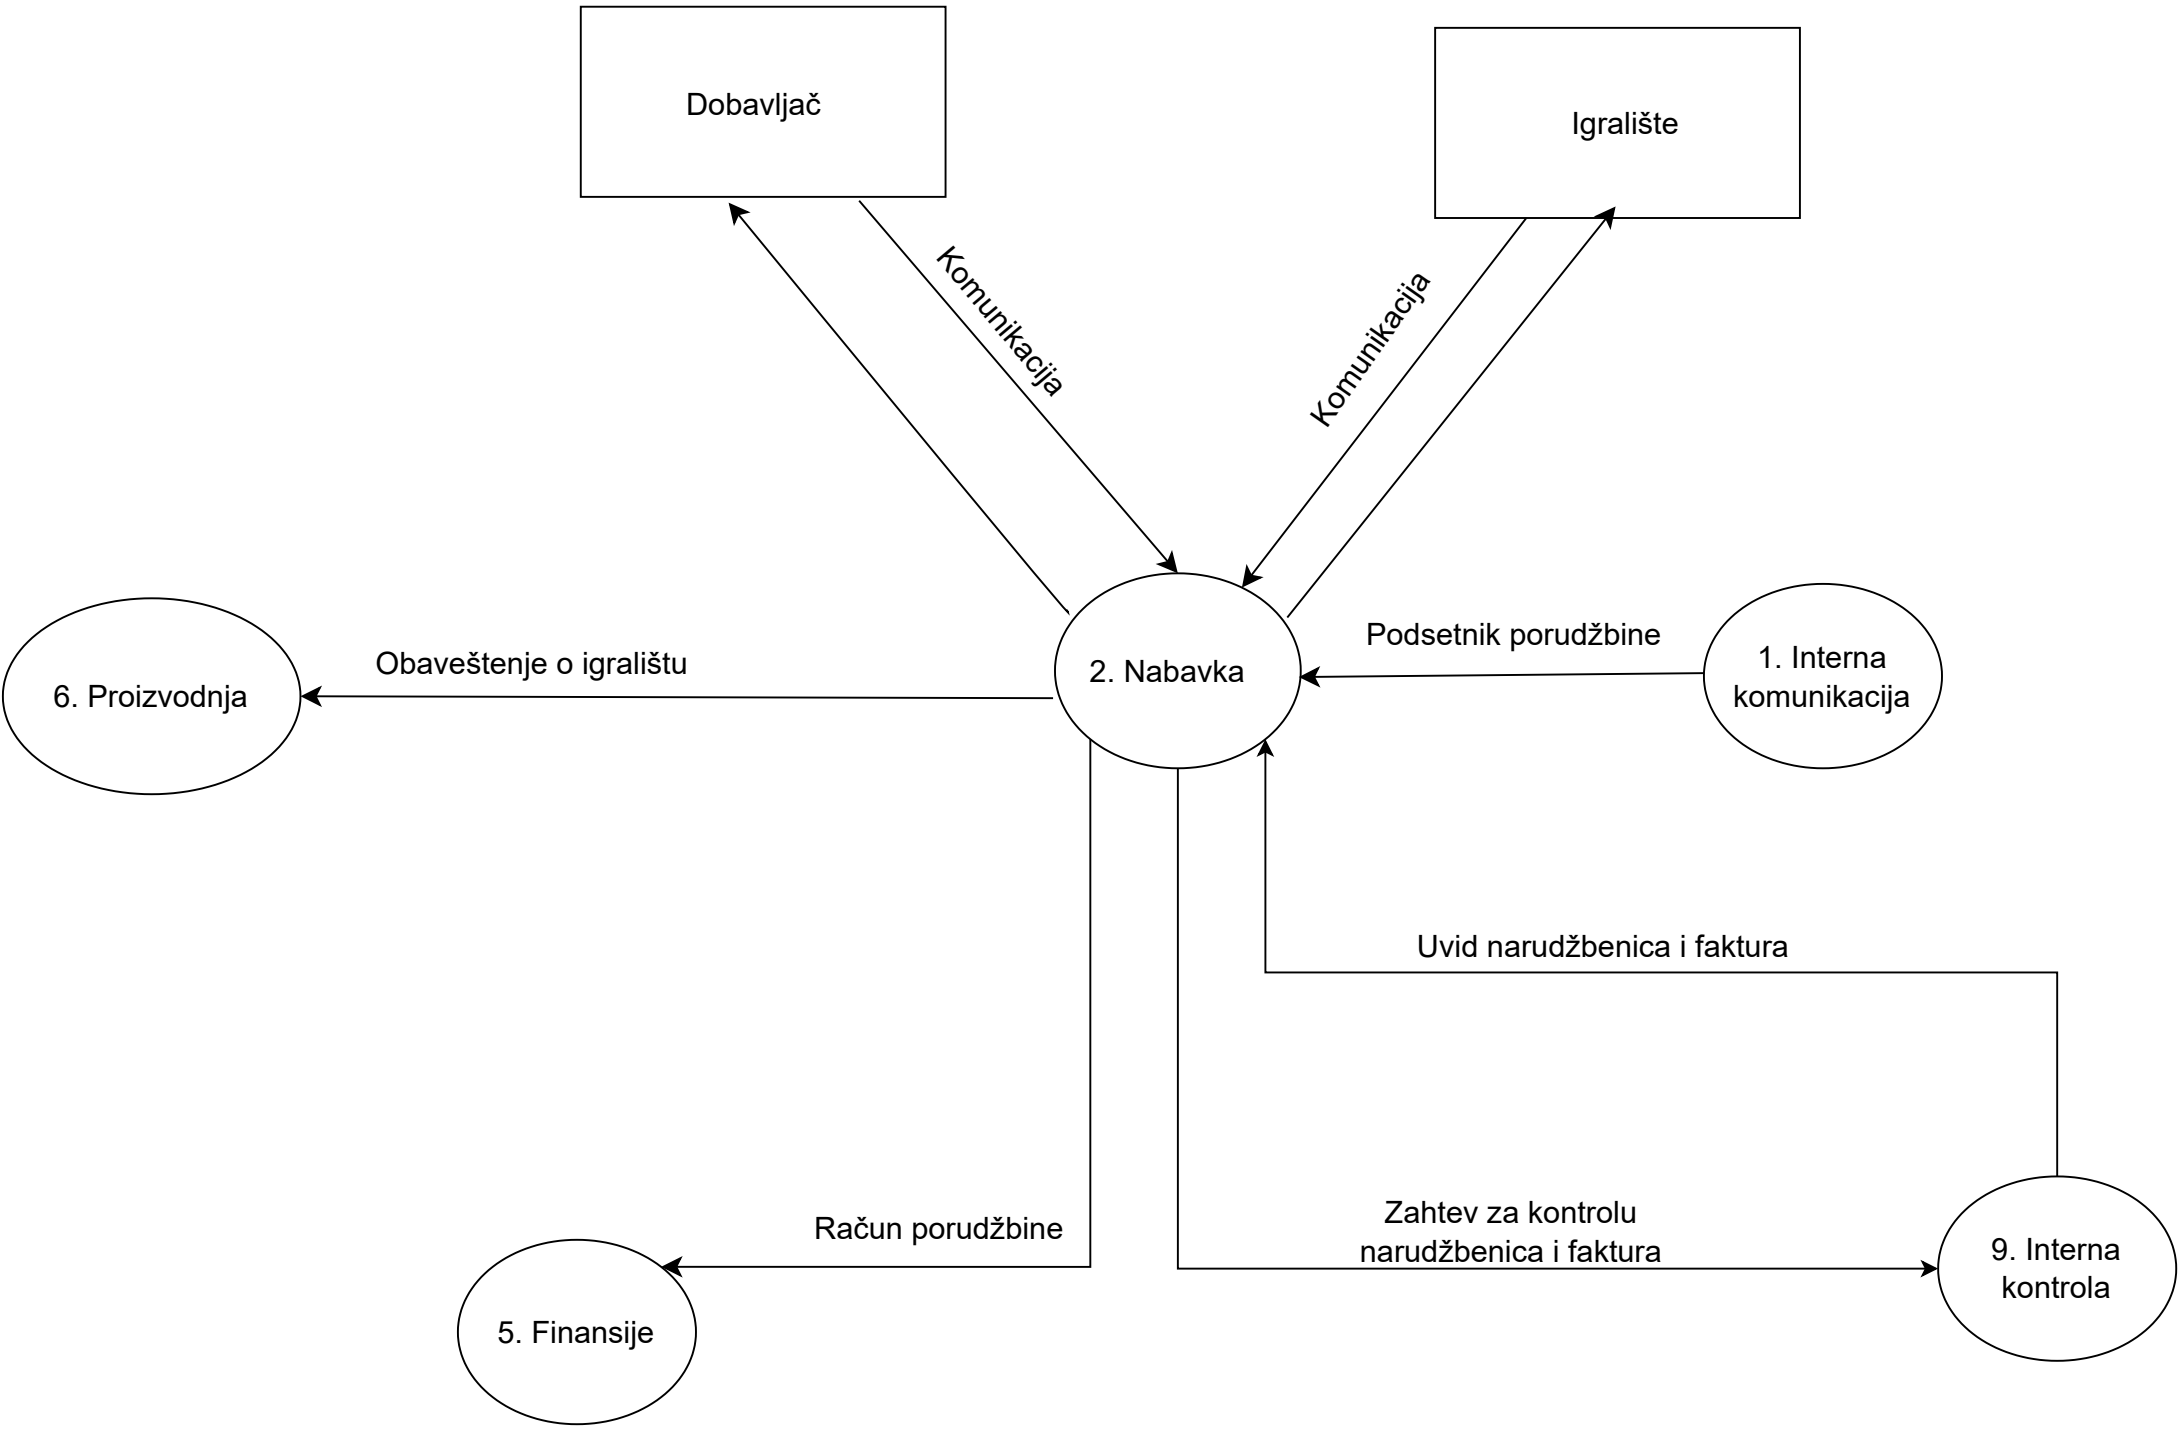 Dobavljač
Igralište
Komunikacija
Komunikacija
Podsetnik porudžbine
1. Interna
komunikacija
2. Nabavka
Obaveštenje o igralištu
6. Proizvodnja
Uvid narudžbenica i faktura
Zahtev za kontrolu
narudžbenica i faktura
Račun porudžbine
9. Interna
kontrola
5. Finansije